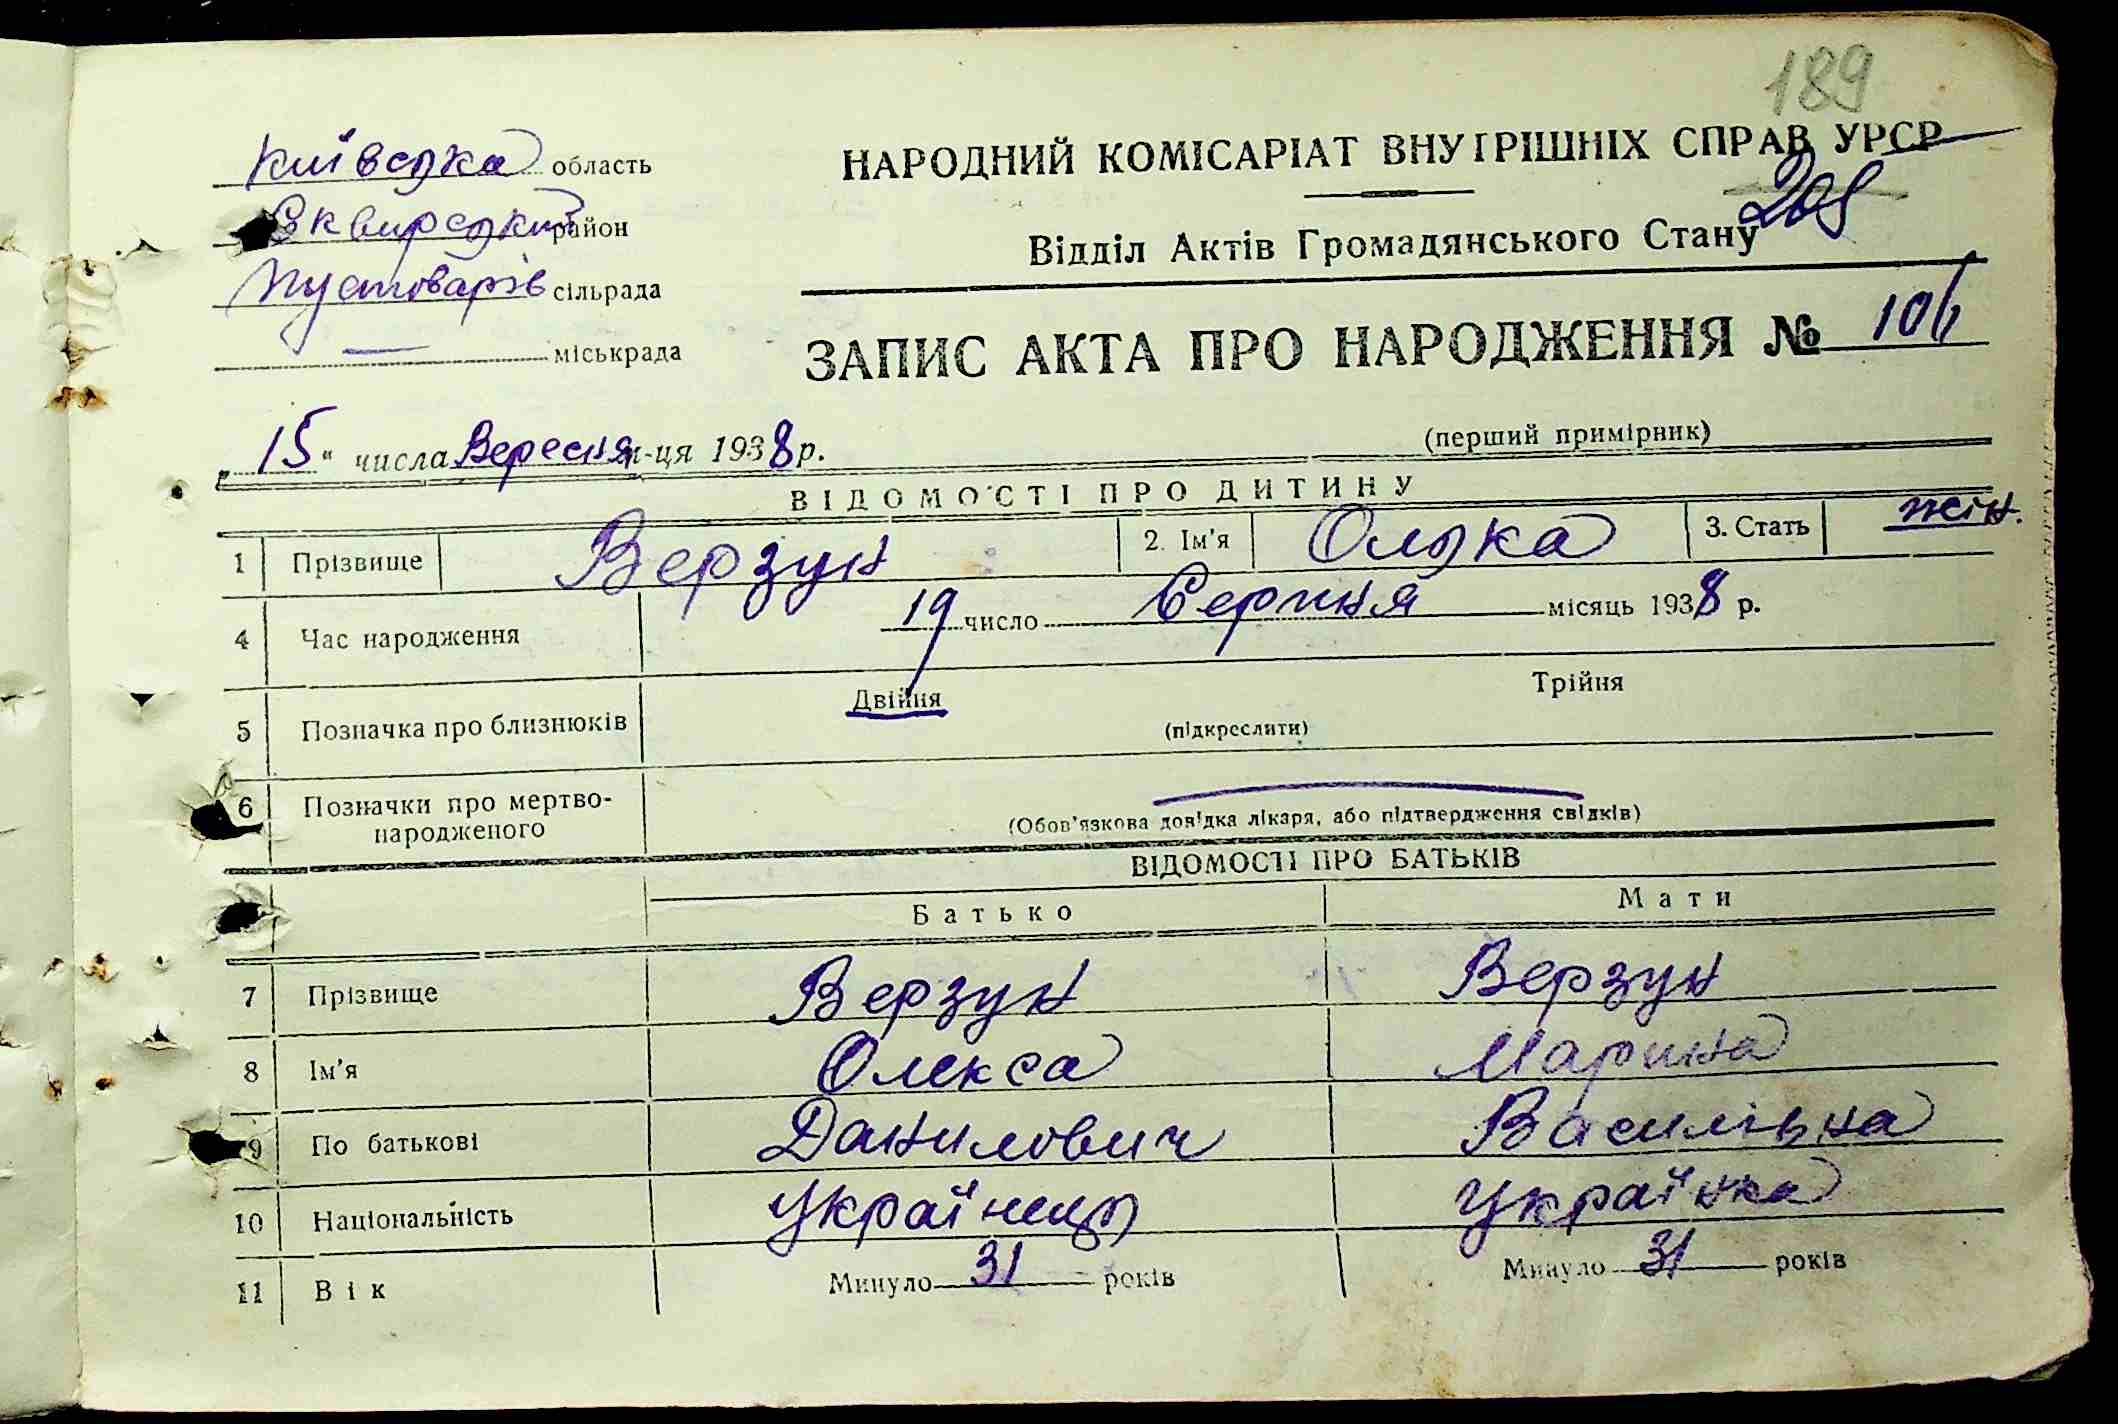 189
Київська область
Сквирський район
Пустоварів сільрада
— міськрада
НАРОДНИЙ КОМІСАРІАТ ВНУТРІШНІХ СПРАВ УРСР
Відділ Актів Громадянського Стану
ЗАПИС АКТА ПРО НАРОДЖЕННЯ № 106
„15“ числа Вересня м-ця 1938 р.
(перший примірник)
ВІДОМОСТІ ПРО ДИТИНУ
1 Прізвище Верзун 2. Ім'я Олька 3. Стать жін.
4 Час народження 19 число Серпня місяць 1938 р.
5 Позначка про близнюків Двійня Трійня
(підкреслити)
6 Позначки про мертво-
народженого
(Обов'язкова довідка лікаря, або підтвердження свідків)
ВІДОМОСТІ ПРО БАТЬКІВ
Батько Мати
7 Прізвище Верзун Верзун
8 Ім'я Олекса Марина
9 По батькові Данилович Василівна
10 Національність Українець Українка
11 Вік Минуло 31 років Минуло 31 років